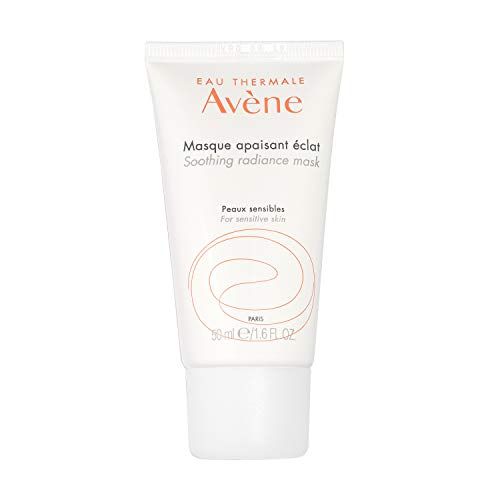 EAU THERMALE
Avène
Masque apaisant éclat
Soothing radiance mask
Peaux sensibles
For sensitive skin
PARIS
50 ml ℮/1.6 FL.OZ.